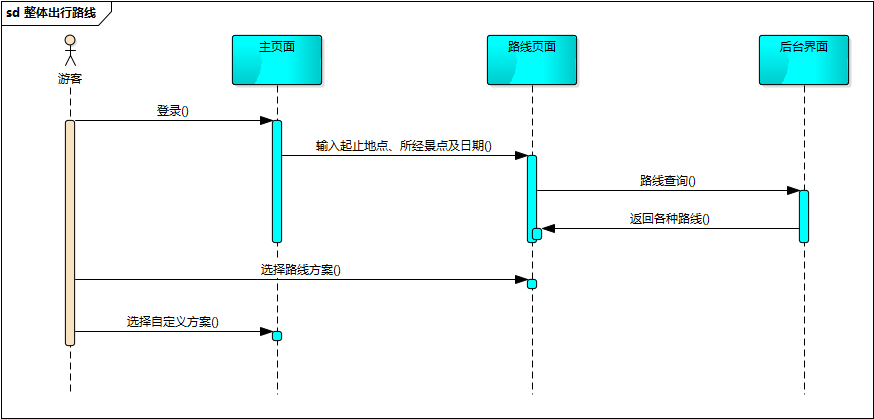 sd 整体出行路线
主页面
路线页面
后台界面
游客
登录()
输入起止地点、所经景点及日期()
路线查询()
返回各种路线()
选择路线方案()
选择自定义方案()